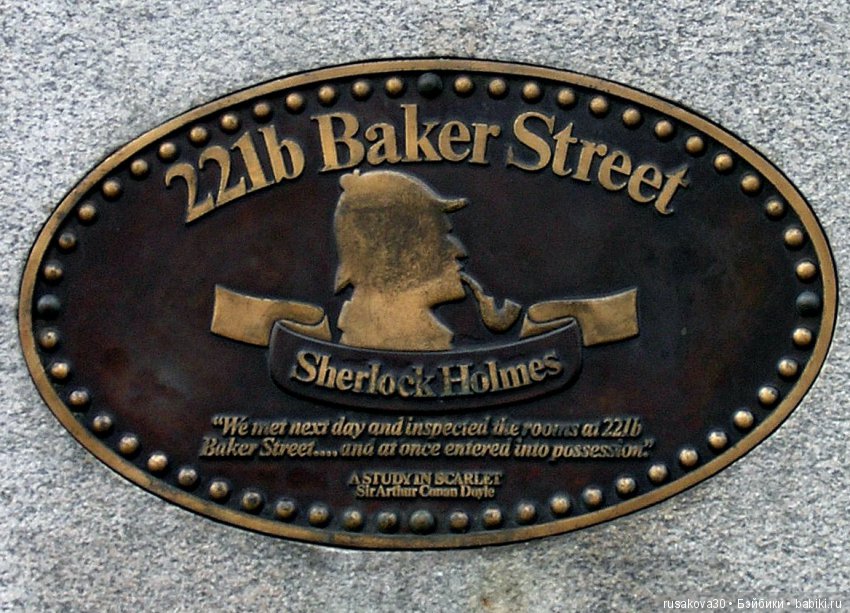 221b Baker Street
Sherlock Holmes
"We met next day and inspected the rooms at 221b
Baker Street.... and at once entered into possession."
A STUDY IN SCARLET
Sir Arthur Conan Doyle
rusakova30 • Бэйбики • babiki.ru